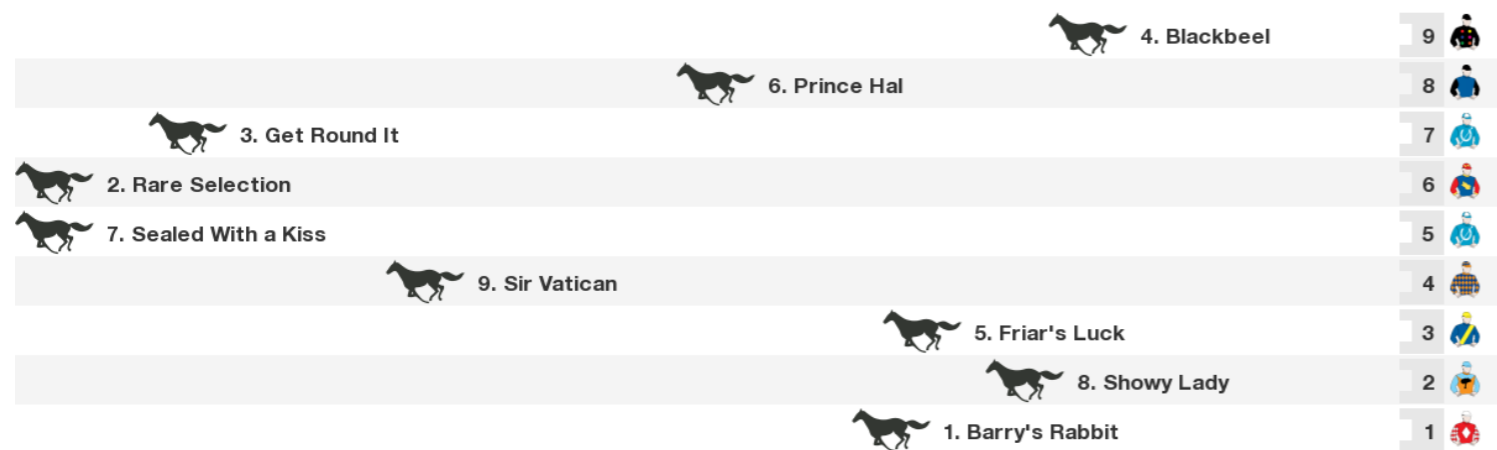 4. Blackbeel 9
6. Prince Hal 8
3. Get Round It 7
2. Rare Selection 6
7. Sealed With a Kiss 5
9. Sir Vatican 4
5. Friar's Luck 3
8. Showy Lady 2
1. Barry's Rabbit 1